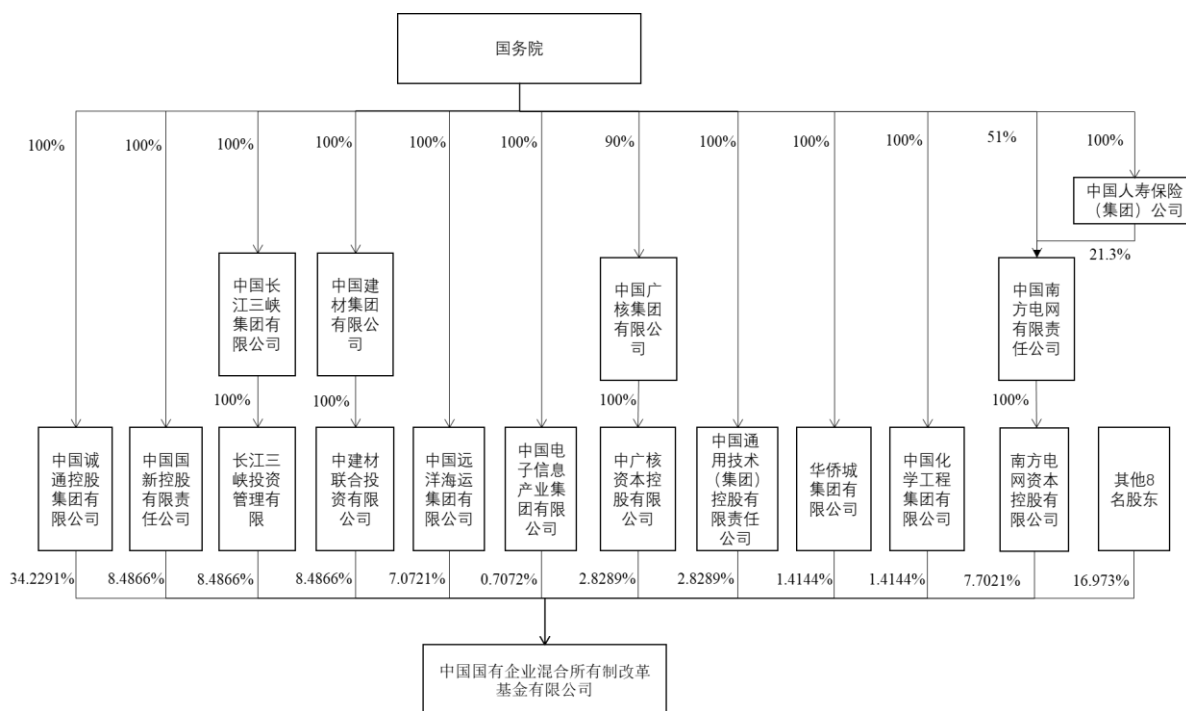 国务院
100%
100%
100%
100%
100%
100%
90%
100%
100%
100%
51%
100%
中国人寿保险
（集团）公司
21.3%
中国长
江三峡
集团有
限公司
中国建
材集团
有限公
司
中国广
核集团
有限公
司
中国南
方电网
有限责
任公司
100%
100%
100%
100%
中国诚
通控股
集团有
限公司
中国国
新控股
有限责
任公司
长江三
峡投资
管理有
限
中建材
联合投
资有限
公司
中国远
洋海运
集团有
限公司
中国电
子信息
产业集
团有限
公司
中广核
资本控
股有限
公司
中国通
用技术
（集团）
控股有
限责任
公司
华侨城
集团有
限公司
中国化
学工程
集团有
限公司
南方电
网资本
控股有
限公司
其他8
名股东
34.2291%
8.4866%
8.4866%
8.4866%
7.0721%
0.7072%
2.8289%
2.8289%
1.4144%
1.4144%
7.7021%
16.973%
中国国有企业混合所有制改革
基金有限公司